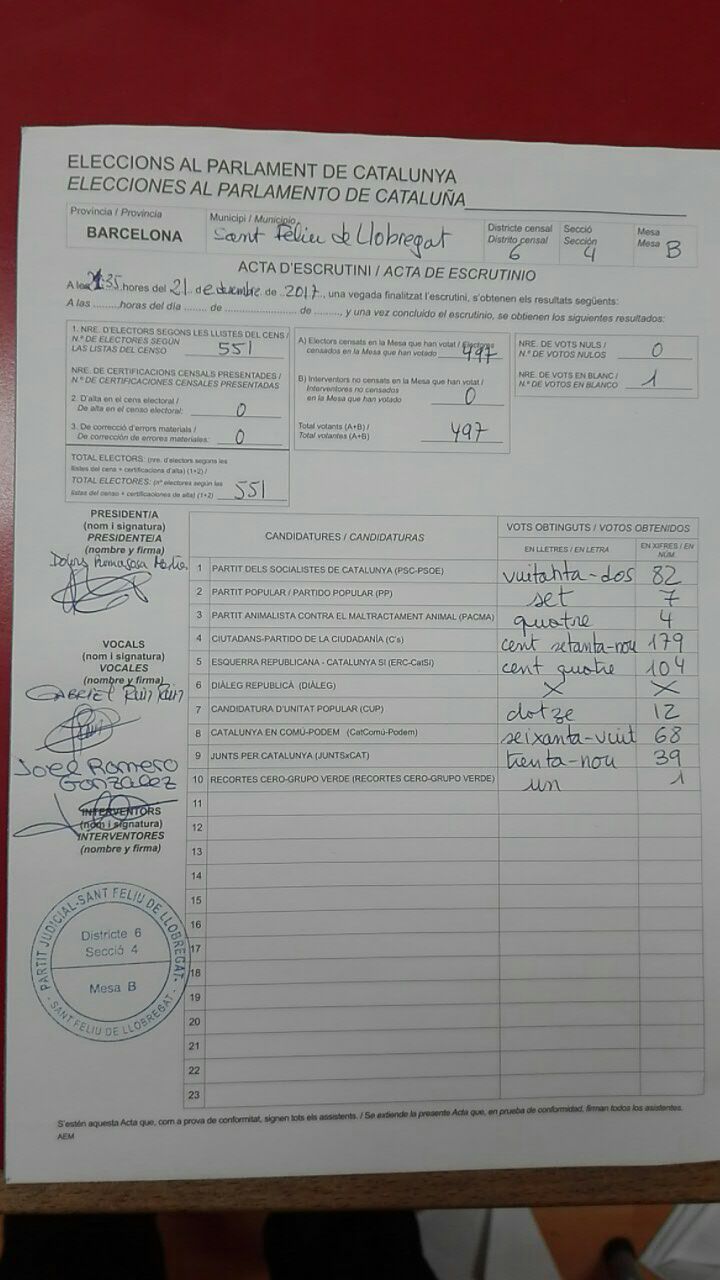 ELECCIONS AL PARLAMENT DE CATALUNYA
ELECCIONES AL PARLAMENTO DE CATALUÑA
Província / Provincia
BARCELONA
Municipi / Municipio
Sant Feliu de Llobregat
Districte censal
Distrito censal
6
Secció
Sección
4
Mesa
Mesa B
ACTA D'ESCRUTINI / ACTA DE ESCRUTINIO
A les hores del 21 de desembre de 2017, una vegada finalitzat l'escrutini, s'obtenen els resultats següents:
A las .........horas del día ....... de ........................ de ........, y una vez concluido el escrutinio, se obtienen los siguientes resultados:
1. NRE. D'ELECTORS SEGONS LES LLISTES DEL CENS /
N.º DE ELECTORES SEGÚN
LAS LISTAS DEL CENSO 551
NRE. DE CERTIFICACIONS CENSALS PRESENTADES /
N.º DE CERTIFICACIONES CENSALES PRESENTADAS
2. D'alta en el cens electoral /
De alta en el censo electoral: 0
3. De correcció d'errors materials /
De corrección de errores materiales: 0
TOTAL ELECTORS: (nre. d'electors segons les
llistes del cens + certificacions d'alta) (1+2) /
TOTAL ELECTORES: (nº electores según las
listas del censo + certificaciones de alta) (1+2) 551
A) Electors censats en la Mesa que han votat / Electores
censados en la Mesa que han votado 497
B) Interventors no censats en la Mesa que han votat /
Interventores no censados
en la Mesa que han votado 0
Total votants (A+B) /
Total votantes (A+B) 497
NRE. DE VOTS NULS /
N.º DE VOTOS NULOS 0
NRE. DE VOTS EN BLANC /
N.º DE VOTOS EN BLANCO 1
PRESIDENT/A
(nom i signatura)
PRESIDENTE/A
(nombre y firma)
VOCALS
(nom i signatura)
VOCALES
(nombre y firma)
GABRIEL
Joel Romero
Gonzalez
INTERVENTORS
(nom i signatura)
INTERVENTORES
(nombre y firma)
CANDIDATURES / CANDIDATURAS
VOTS OBTINGUTS / VOTOS OBTENIDOS
EN LLETRES / EN LETRA
EN XIFRES / EN NÚM.
1 PARTIT DELS SOCIALISTES DE CATALUNYA (PSC-PSOE) vuitanta-dos 82
2 PARTIT POPULAR / PARTIDO POPULAR (PP) set 7
3 PARTIT ANIMALISTA CONTRA EL MALTRACTAMENT ANIMAL (PACMA) quatre 4
4 CIUTADANS-PARTIDO DE LA CIUDADANÍA (C's) cent setanta-nou 179
5 ESQUERRA REPUBLICANA - CATALUNYA SÍ (ERC-CatSí) cent quatre 104
6 DIÀLEG REPUBLICÀ (DIÀLEG) X X
7 CANDIDATURA D'UNITAT POPULAR (CUP) dotze 12
8 CATALUNYA EN COMÚ-PODEM (CatComú-Podem) seixanta-vuit 68
9 JUNTS PER CATALUNYA (JUNTSxCAT) trenta-nou 39
10 RECORTES CERO-GRUPO VERDE (RECORTES CERO-GRUPO VERDE) un 1
11
12
13
14
15
16
17
18
19
20
21
22
23
PARTIT JUDICIAL-SANT FELIU DE LLOBREGAT-
Districte 6
Secció 4
Mesa B
- SANT FELIU DE LLOBREGAT -
S'estén aquesta Acta que, com a prova de conformitat, signen tots els assistents. / Se extiende la presente Acta que, en prueba de conformidad, firman todos los asistentes.
AEM